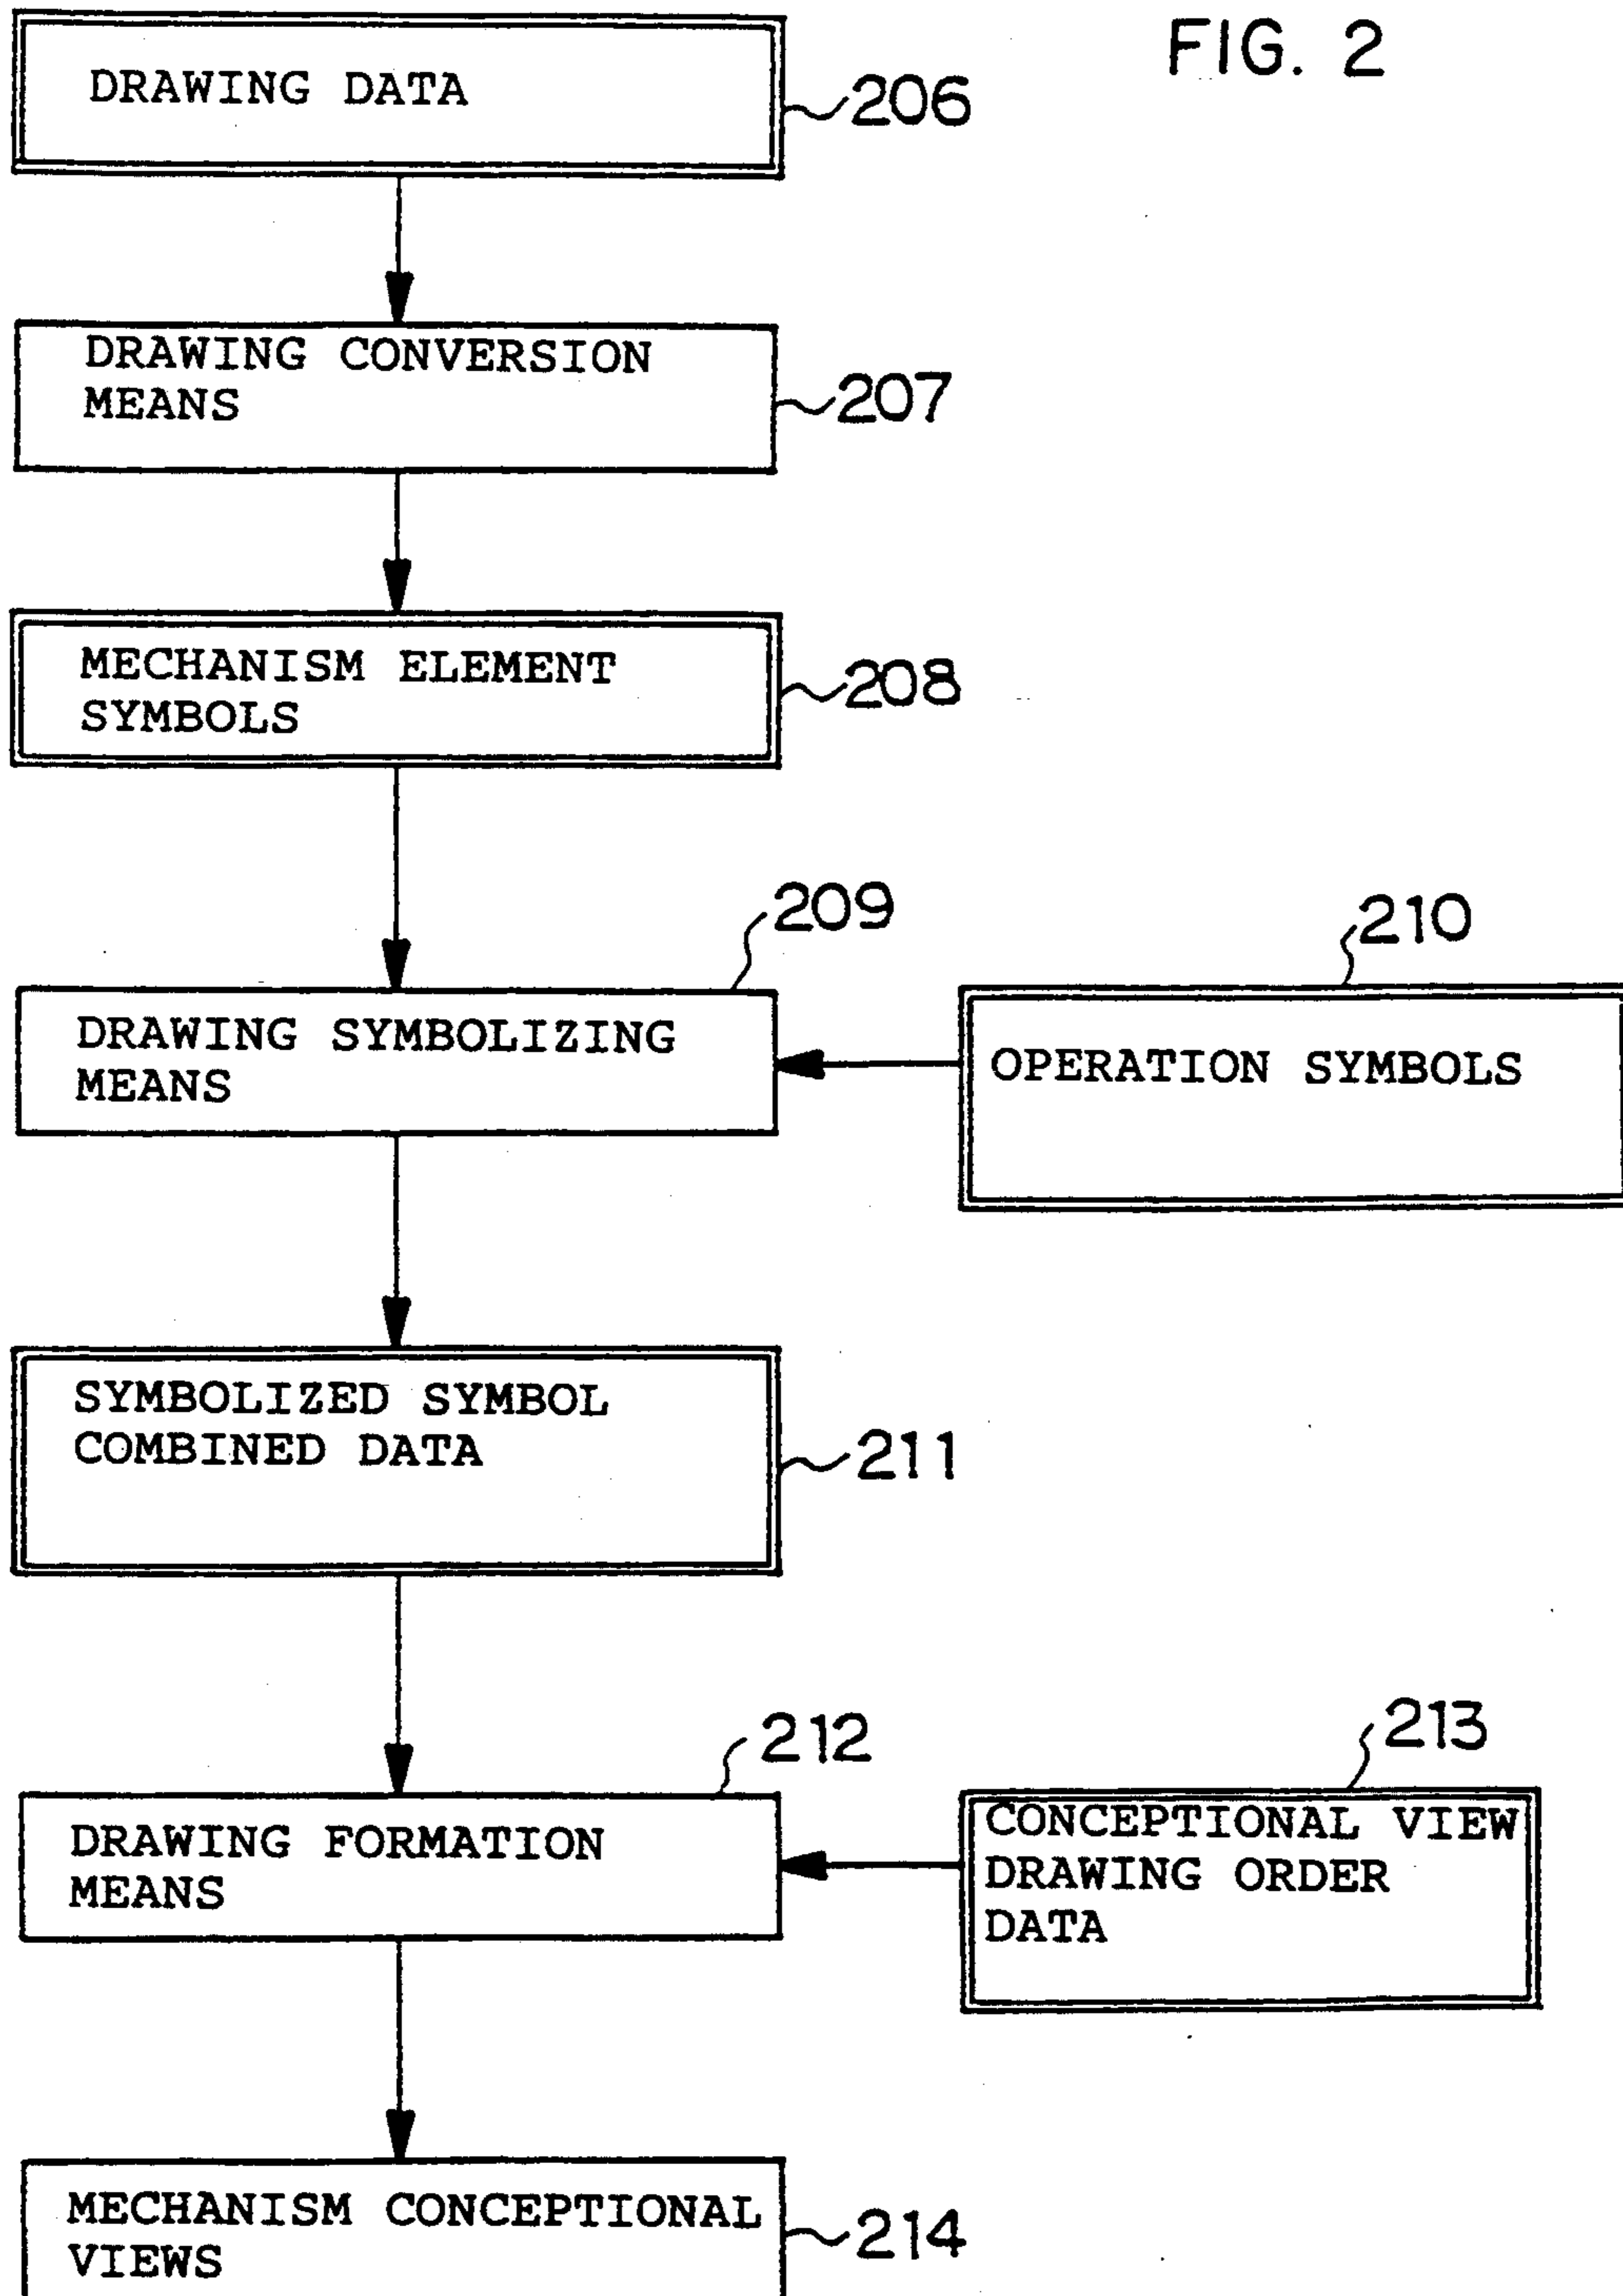 FIG. 2
DRAWING DATA
206
DRAWING CONVERSION
MEANS
207
MECHANISM ELEMENT
SYMBOLS
208
209
DRAWING SYMBOLIZING
MEANS
210
OPERATION SYMBOLS
SYMBOLIZED SYMBOL
COMBINED DATA
211
212
DRAWING FORMATION
MEANS
213
CONCEPTIONAL VIEW
DRAWING ORDER
DATA
MECHANISM CONCEPTIONAL
VIEWS
214